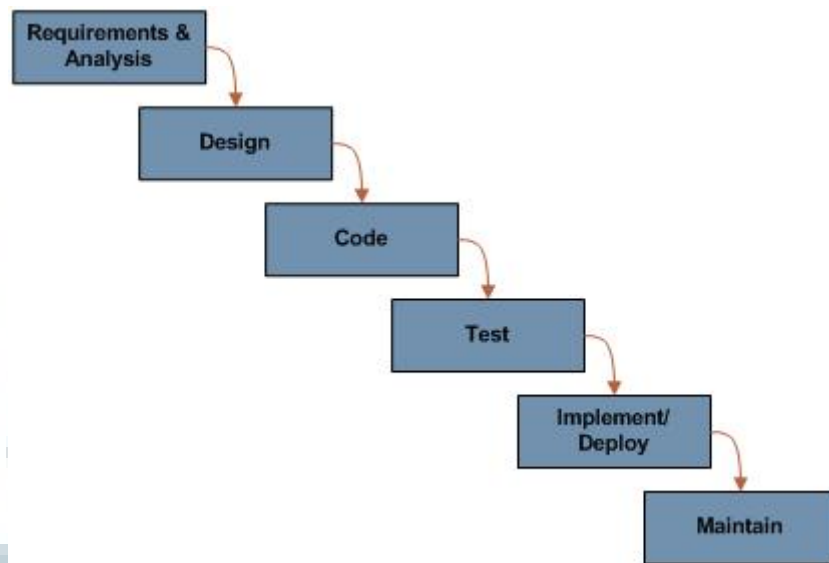 Requirements &
Analysis
Design
Code
Test
Implement/
Deploy
Maintain